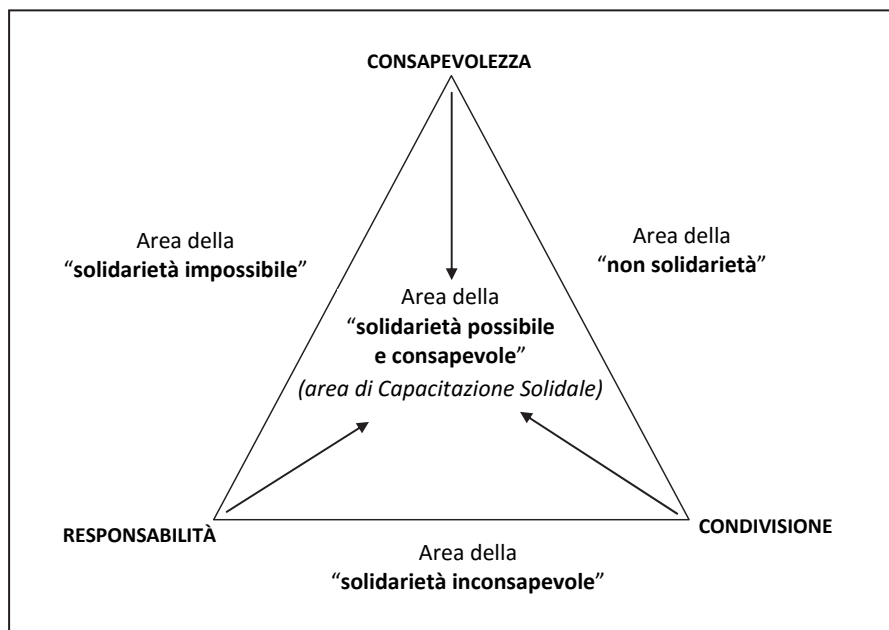 CONSAPEVOLEZZA
Area della
“solidarietà impossibile”
Area della
“non solidarietà”
Area della
“solidarietà possibile
e consapevole”
(area di Capacitazione Solidale)
RESPONSABILITÀ
CONDIVISIONE
Area della
“solidarietà inconsapevole”